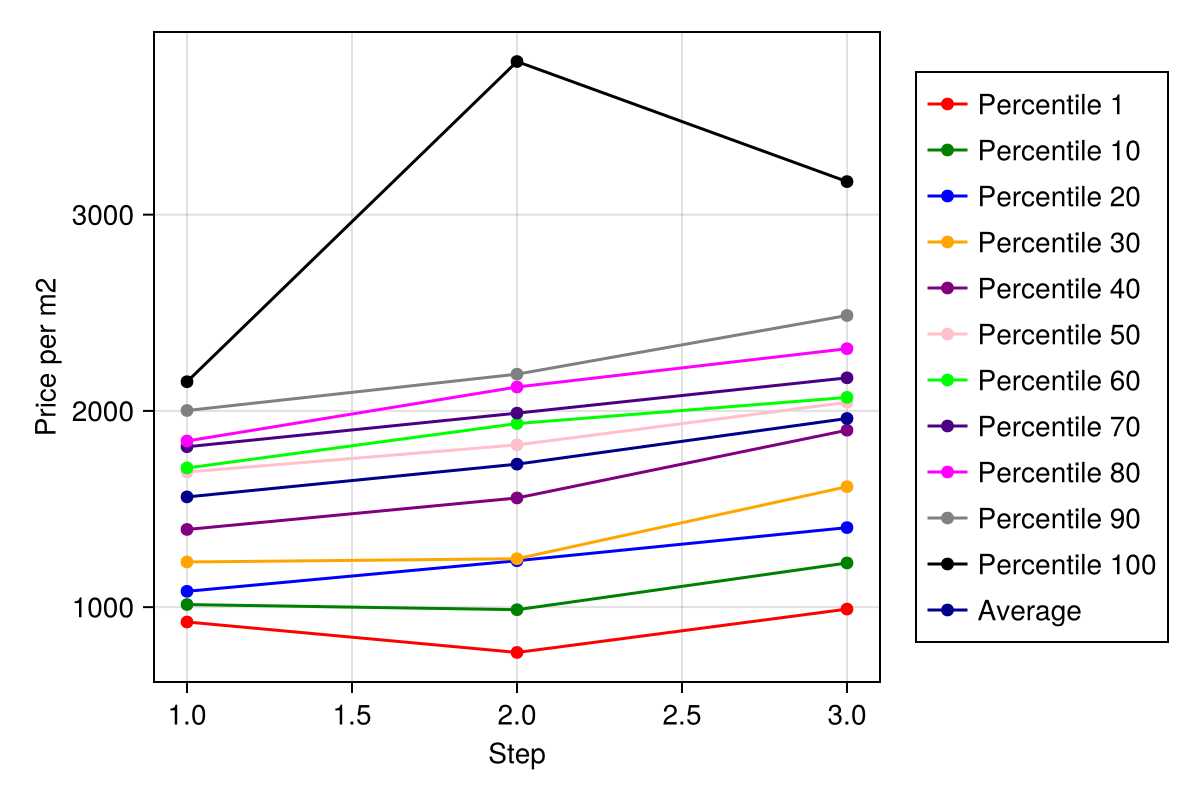 3000
2000
1000
Price per m2
1.0 1.5 2.0 2.5 3.0
Step
Percentile 1
Percentile 10
Percentile 20
Percentile 30
Percentile 40
Percentile 50
Percentile 60
Percentile 70
Percentile 80
Percentile 90
Percentile 100
Average